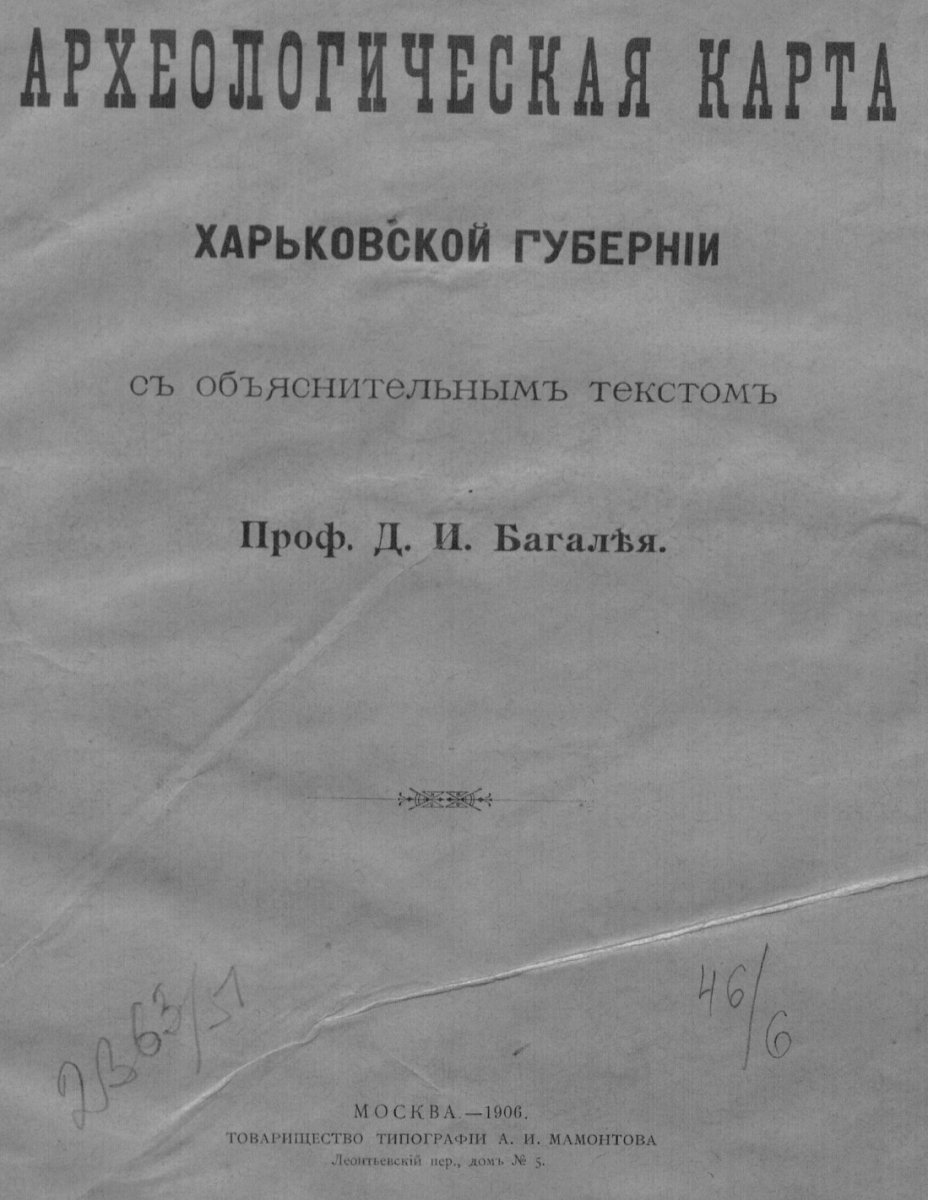 АРХЕОЛОГИЧЕСКАЯ КАРТА
ХАРЬКОВСКОЙ ГУБЕРНІИ
СЪ ОБЪЯСНИТЕЛЬНЫМЪ ТЕКСТОМЪ
Проф. Д. И. Багалѣя.
46/6
МОСКВА.—1906.
ТОВАРИЩЕСТВО ТИПОГРАФІИ А. И. МАМОНТОВА
Леонтьевскій пер., домъ № 5.